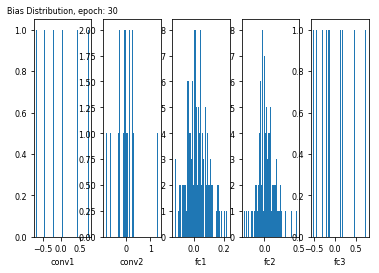 Bias Distribution, epoch: 30
1.0 2.00 8 8 1.0
1.75 7 7
0.8 1.50 6 6 0.8
1.25 5 5
0.6 0.6
1.00 4 4
0.4 0.75 3 3 0.4
0.50 2 2
0.2 0.2
0.25 1 1
0.0 0.00 0 0 0.0
−0.5 0.0 0.5 0 1 0.0 0.2 0.0 0.5 −0.5 0.0 0.5
conv1 conv2 fc1 fc2 fc3